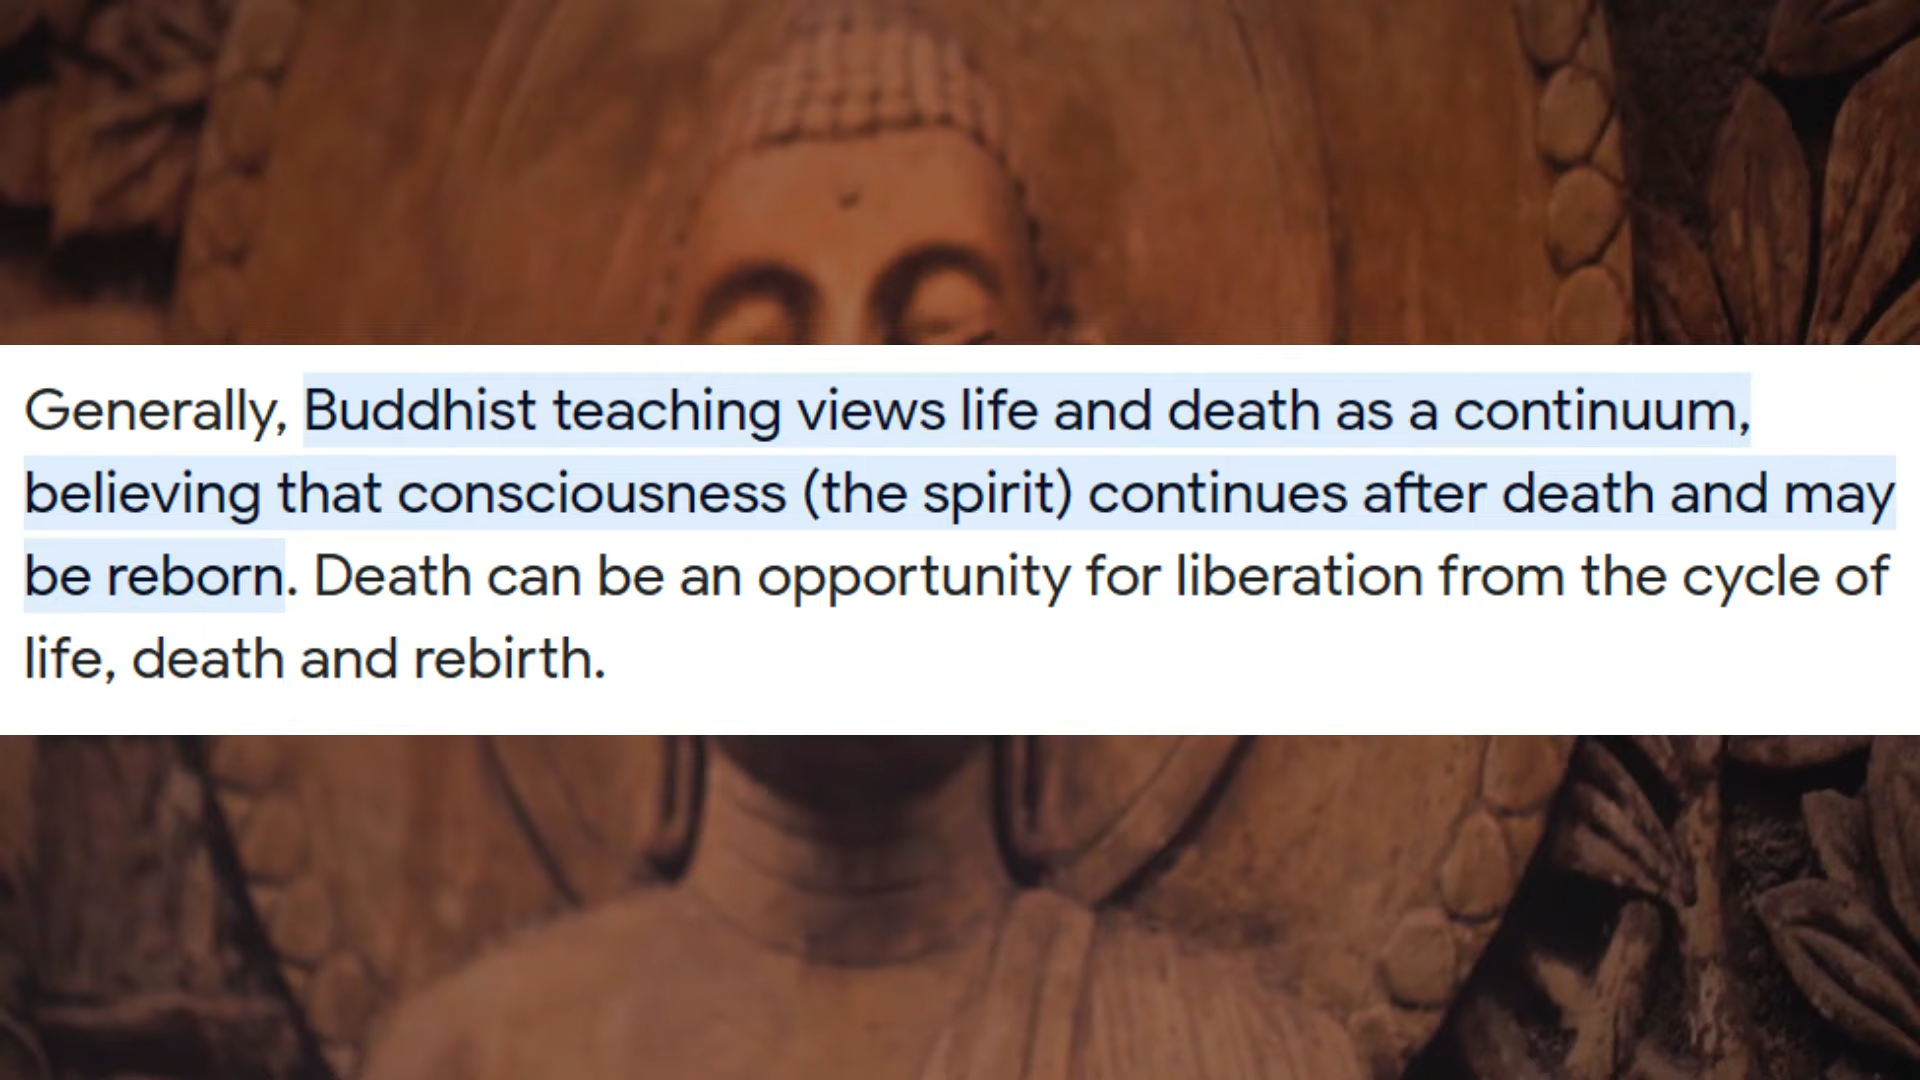 Generally, Buddhist teaching views life and death as a continuum,
believing that consciousness (the spirit) continues after death and may
be reborn. Death can be an opportunity for liberation from the cycle of
life, death and rebirth.